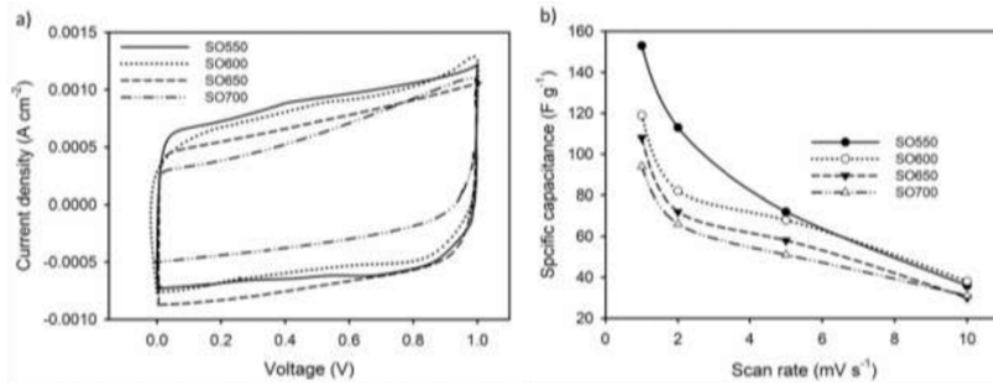 a)
0.0015
0.0010
0.0005
0.0000
-0.0005
-0.0010
Current density (A cm⁻²)
SO550
SO600
SO650
SO700
0.0 0.2 0.4 0.6 0.8 1.0
Voltage (V)
b)
160
140
120
100
80
60
40
20
Spcific capacitance (F g⁻¹)
SO550
SO600
SO650
SO700
0 2 4 6 8 10
Scan rate (mV s⁻¹)